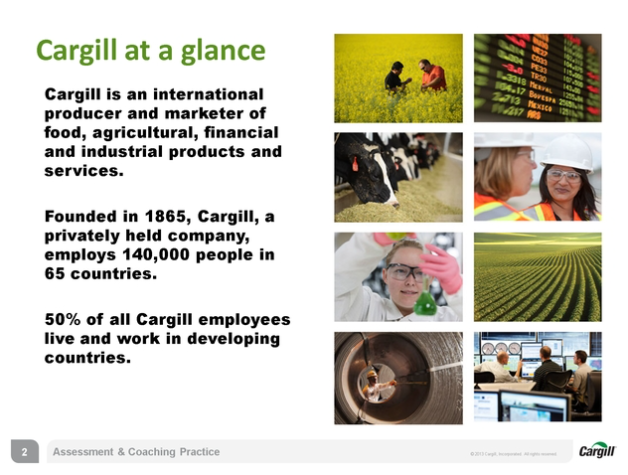 Cargill at a glance
Cargill is an international
producer and marketer of
food, agricultural, financial
and industrial products and
services.
Founded in 1865, Cargill, a
privately held company,
employs 140,000 people in
65 countries.
50% of all Cargill employees
live and work in developing
countries.
2
Assessment & Coaching Practice
Cargill